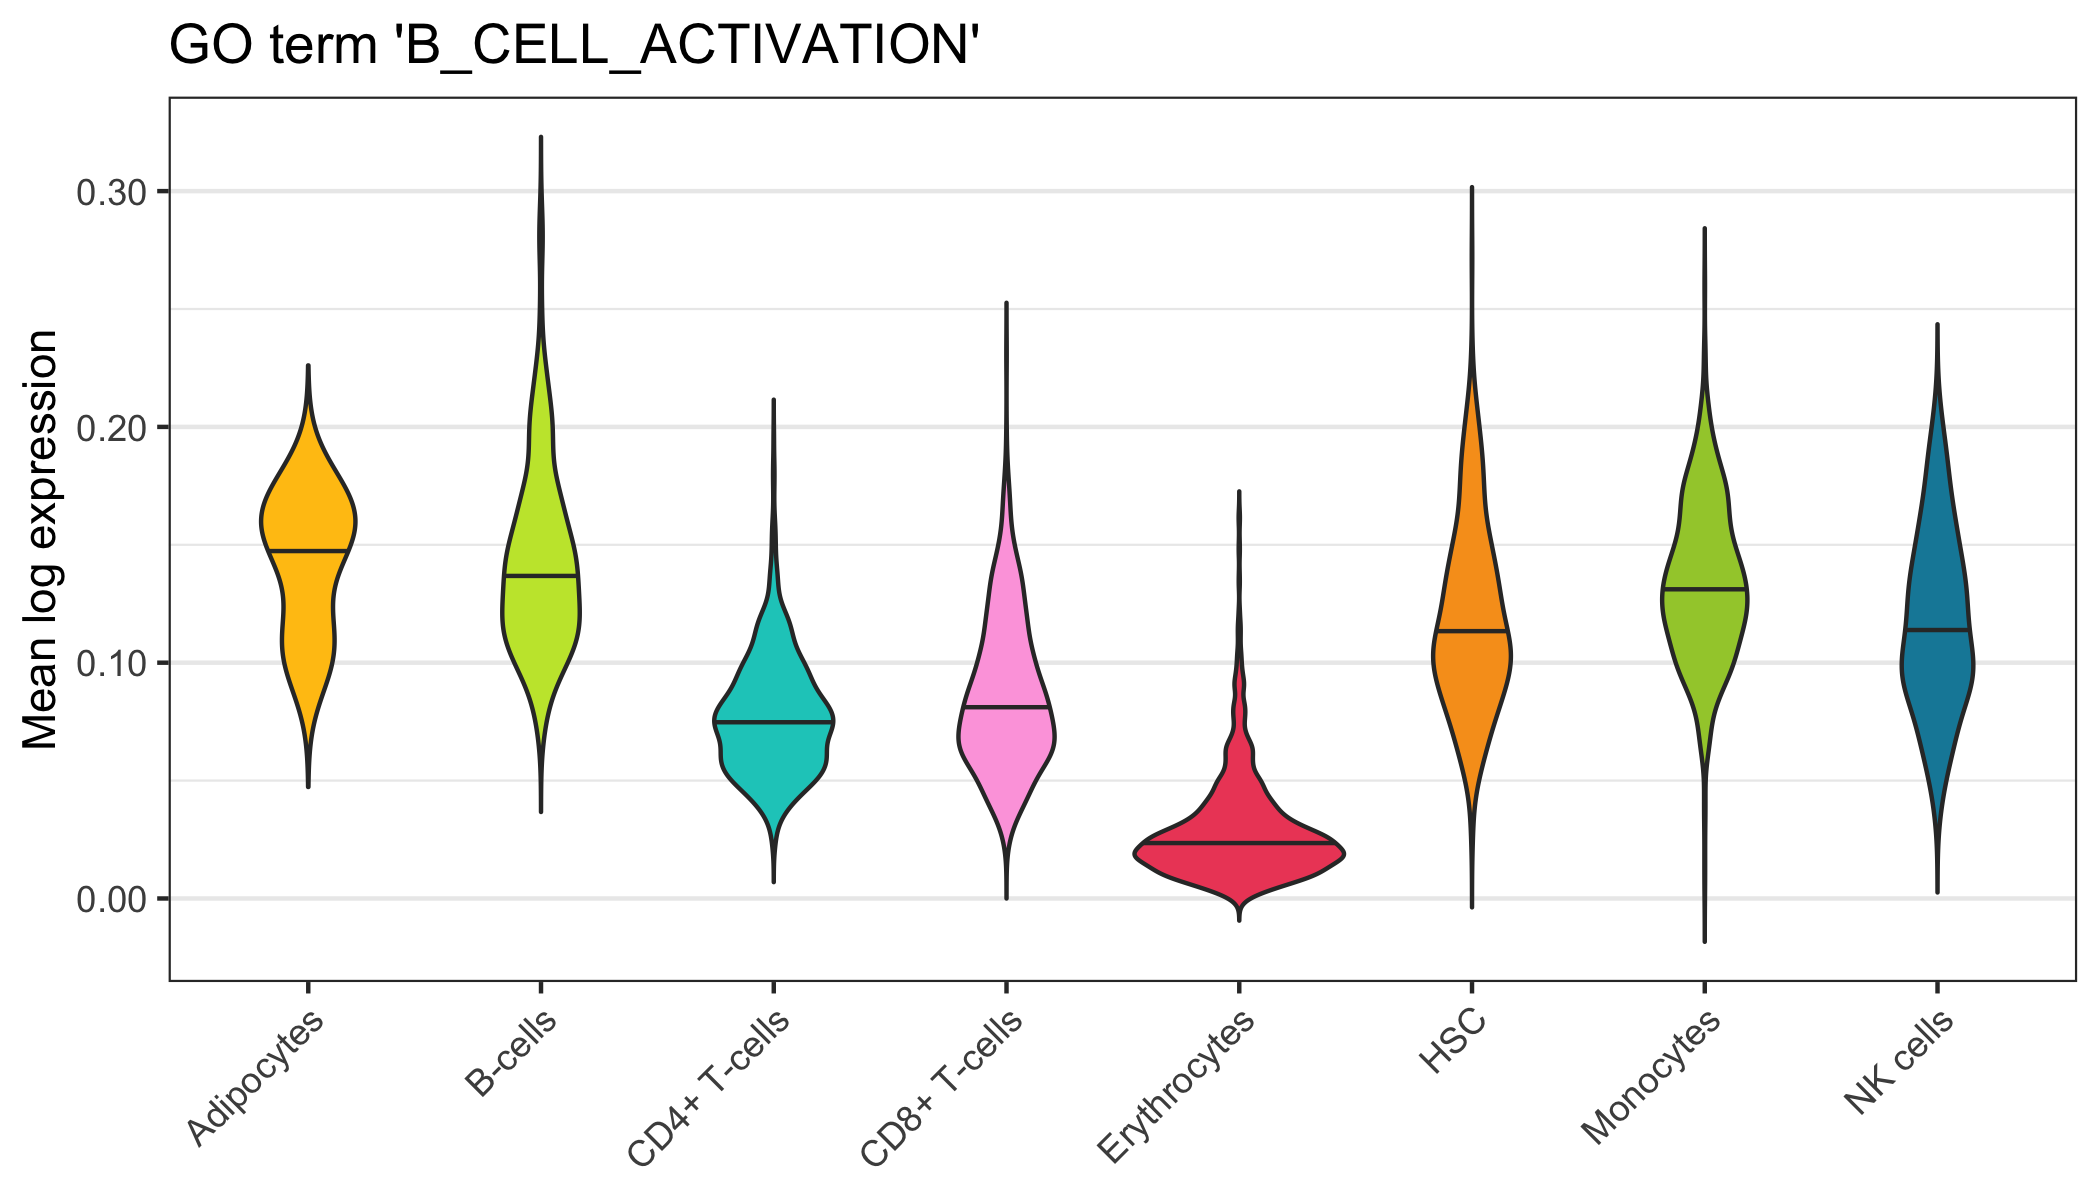 GO term 'B_CELL_ACTIVATION'
Mean log expression
0.30
0.20
0.10
0.00
Adipocytes
B-cells
CD4+ T-cells
CD8+ T-cells
Erythrocytes
HSC
Monocytes
NK cells